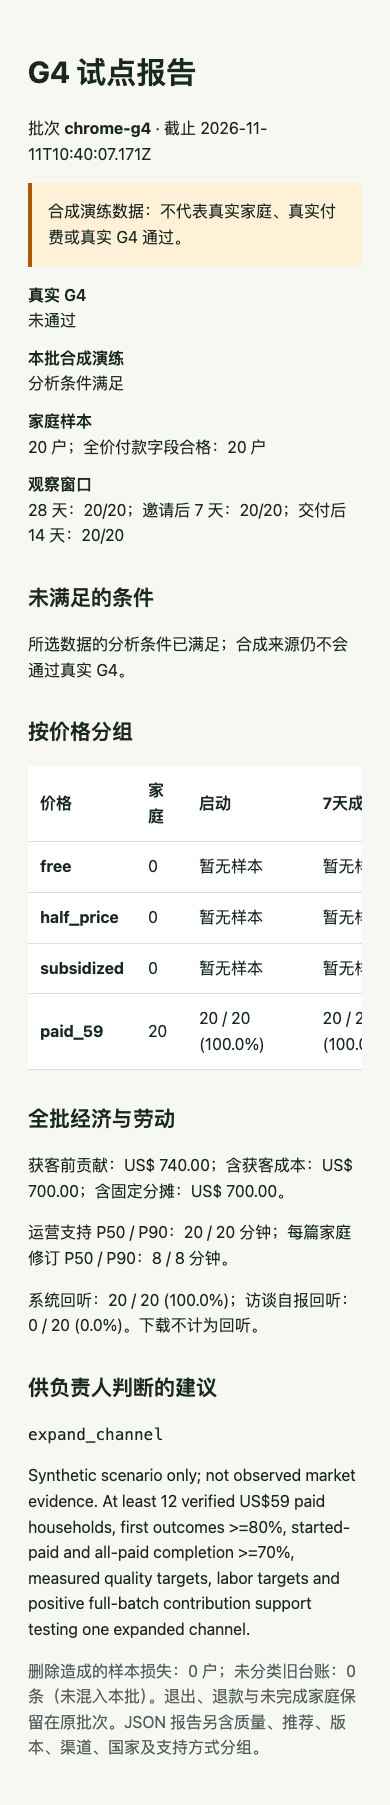 G4 试点报告
批次 chrome-g4 · 截止 2026-11-
11T10:40:07.171Z
合成演练数据：不代表真实家庭、真实付
费或真实 G4 通过。
真实 G4
未通过
本批合成演练
分析条件满足
家庭样本
20 户；全价付款字段合格：20 户
观察窗口
28 天：20/20；邀请后 7 天：20/20；交付后
14 天：20/20
未满足的条件
所选数据的分析条件已满足；合成来源仍不会
通过真实 G4。
按价格分组
价格 家庭 启动 7天成
free 0 暂无样本 暂无
half_price 0 暂无样本 暂无
subsidized 0 暂无样本 暂无
paid_59 20 20 / 20 (100.0%) 20 / 2 (100.0
全批经济与劳动
获客前贡献：US$ 740.00；含获客成本：US$
700.00；含固定分摊：US$ 700.00。
运营支持 P50 / P90：20 / 20 分钟；每篇家庭
修订 P50 / P90：8 / 8 分钟。
系统回听：20 / 20 (100.0%)；访谈自报回听：
0 / 20 (0.0%)。下载不计为回听。
供负责人判断的建议
expand_channel
Synthetic scenario only; not observed market
evidence. At least 12 verified US$59 paid
households, first outcomes >=80%, started-
paid and all-paid completion >=70%,
measured quality targets, labor targets and
positive full-batch contribution support
testing one expanded channel.
删除造成的样本损失：0 户；未分类旧台账：0
条（未混入本批）。退出、退款与未完成家庭保
留在原批次。JSON 报告另含质量、推荐、版
本、渠道、国家及支持方式分组。